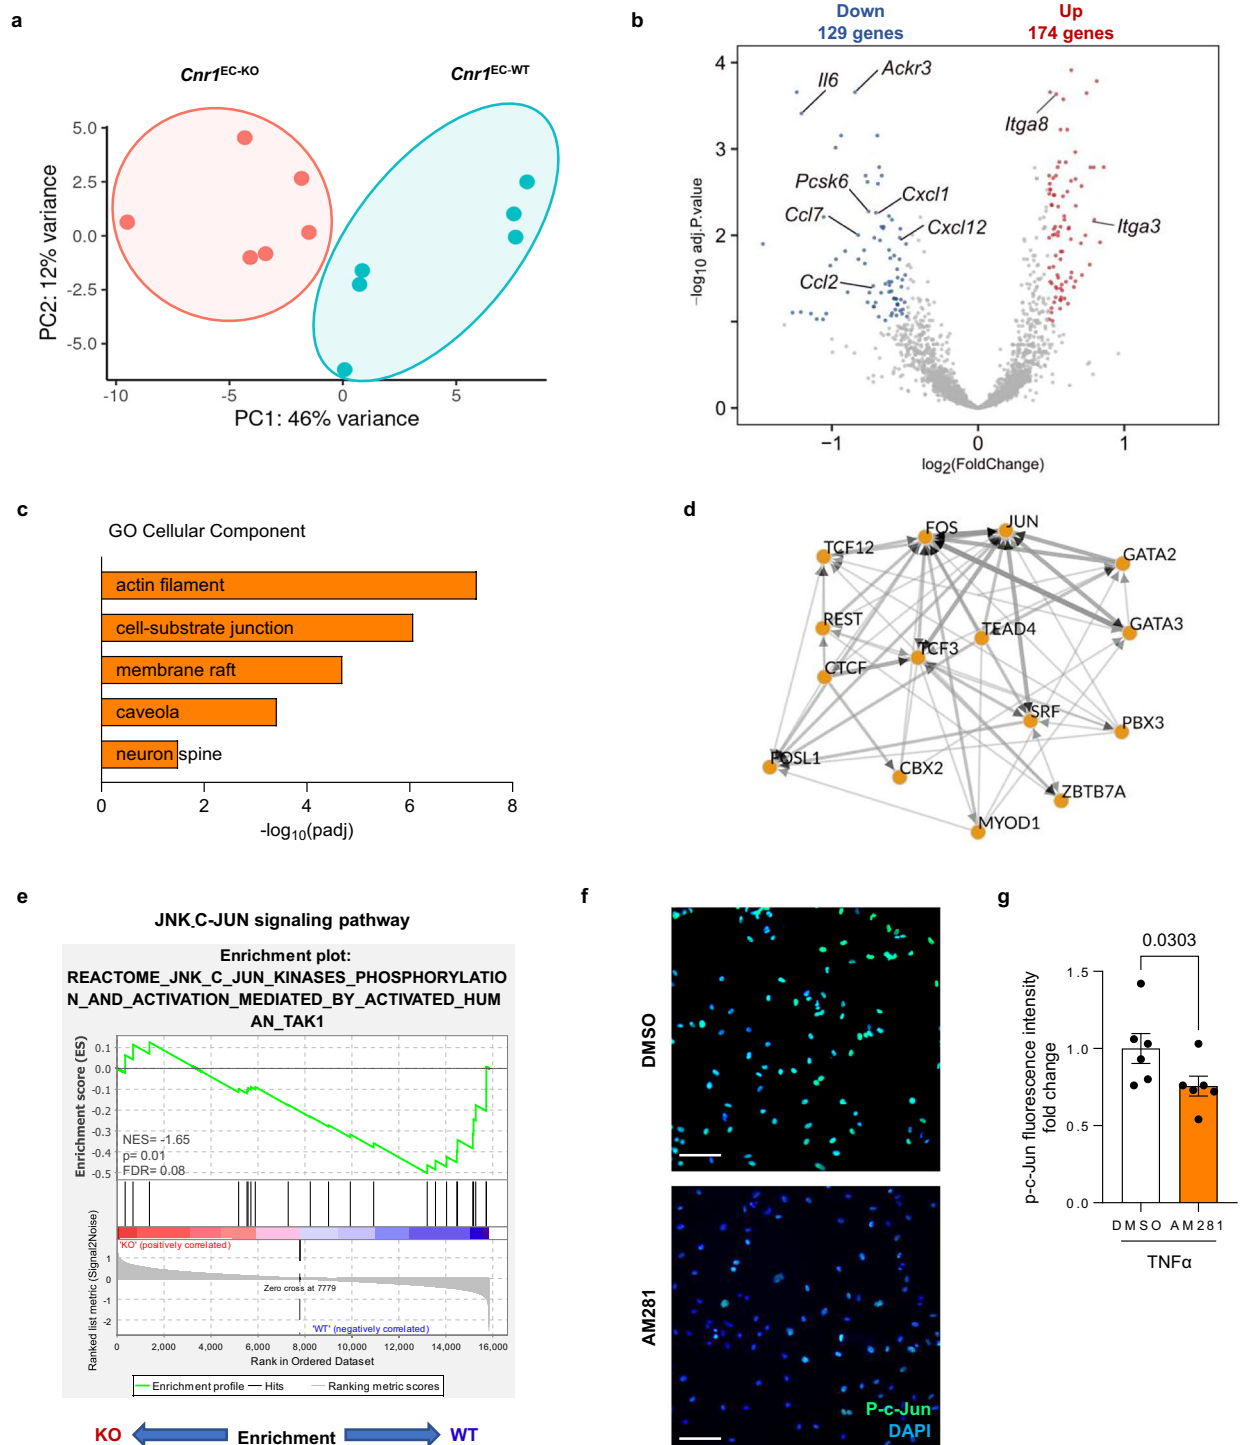 a
Cnr1EC-KO
Cnr1EC-WT
5.0
2.5
0.0
-2.5
-5.0
PC2: 12% variance
-10
-5
0
5
PC1: 46% variance
b
Down
129 genes
Up
174 genes
4
3
2
0
−log10 adj.P.value
Il6
Ackr3
Itga8
Pcsk6
Cxcl1
Ccl7
Cxcl12
Itga3
Ccl2
−1
0
1
log2(FoldChange)
c
GO Cellular Component
actin filament
cell-substrate junction
membrane raft
caveola
neuron spine
0
2
4
6
8
-log10(padj)
d
FOS
JUN
TCF12
GATA2
REST
TEAD4
GATA3
TCF3
CTCF
SRF
PBX3
FOSL1
CBX2
ZBTB7A
MYOD1
e
JNK_C-JUN signaling pathway
Enrichment plot:
REACTOME_JNK_C_JUN_KINASES_PHOSPHORYLATIO
N_AND_ACTIVATION_MEDIATED_BY_ACTIVATED_HUM
AN_TAK1
Enrichment score (ES)
0.1
0.0
-0.1
-0.2
-0.3
-0.4
-0.5
NES= -1.65
p= 0.01
FDR= 0.08
'KO' (positively correlated)
Ranked list metric (Signal2Noise)
1
0
-1
-2
Zero cross at 7779
'WT' (negatively correlated)
0
2,000
4,000
6,000
8,000
10,000
12,000
14,000
16,000
Rank in Ordered Dataset
Enrichment profile
Hits
Ranking metric scores
KO
Enrichment
WT
f
DMSO
AM281
P-c-Jun
DAPI
g
0.0303
p-c-Jun fluorescence intensity
fold change
1.5
1.0
0.5
0.0
DMSO
AM281
TNFα